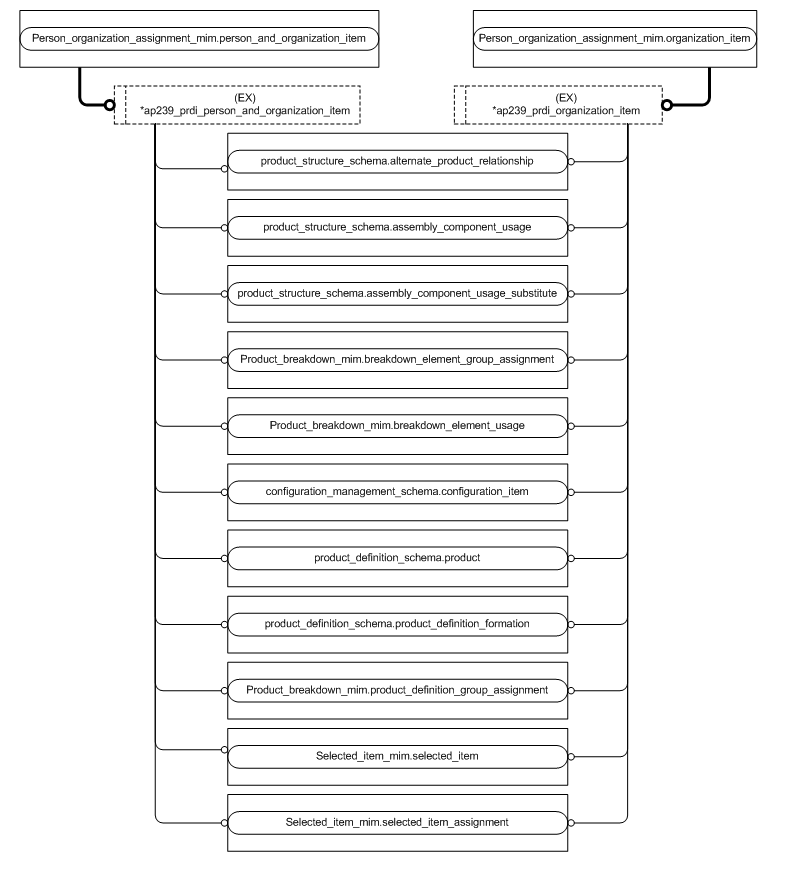 Person_organization_assignment_mim.person_and_organization_item
Person_organization_assignment_mim.organization_item
(EX)
*ap239_prdi_person_and_organization_item
(EX)
*ap239_prdi_organization_item
product_structure_schema.alternate_product_relationship
product_structure_schema.assembly_component_usage
product_structure_schema.assembly_component_usage_substitute
Product_breakdown_mim.breakdown_element_group_assignment
Product_breakdown_mim.breakdown_element_usage
configuration_management_schema.configuration_item
product_definition_schema.product
product_definition_schema.product_definition_formation
Product_breakdown_mim.product_definition_group_assignment
Selected_item_mim.selected_item
Selected_item_mim.selected_item_assignment